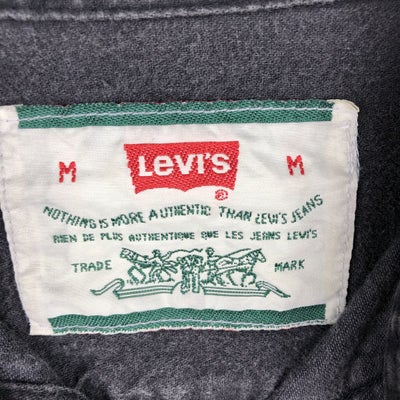 M LEVI'S M
®
NOTHING IS MORE AUTHENTIC THAN LEVI'S JEANS
RIEN DE PLUS AUTHENTIQUE QUE LES JEANS LEVI'S
TRADE MARK